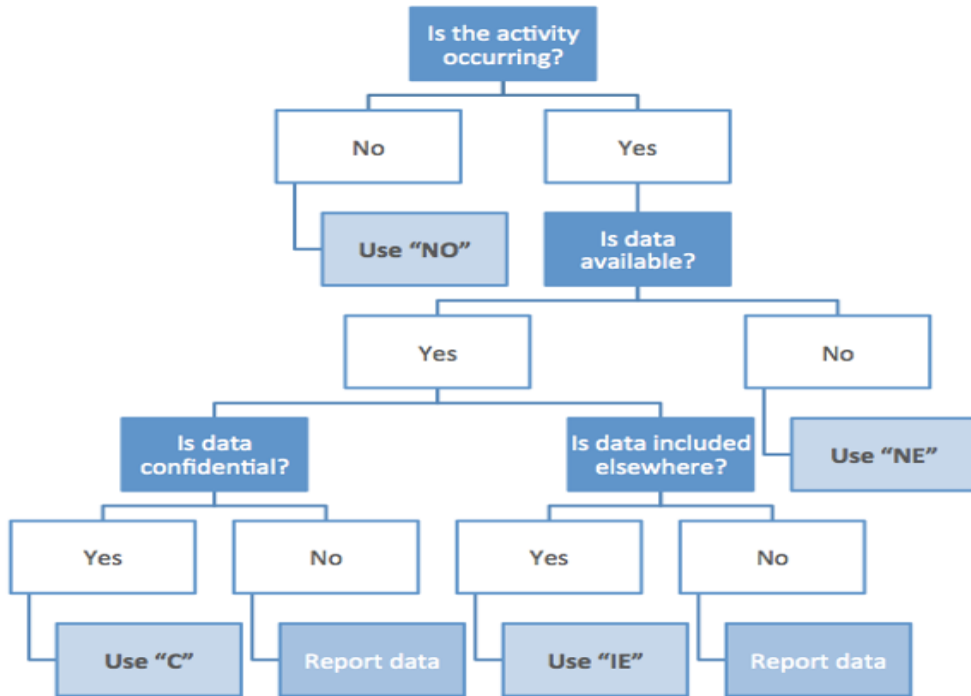 Is the activity
occurring?
No
Yes
Use “NO”
Is data
available?
Yes
No
Is data
confidential?
Is data included
elsewhere?
Use “NE”
Yes
No
Yes
No
Use “C”
Report data
Use “IE”
Report data